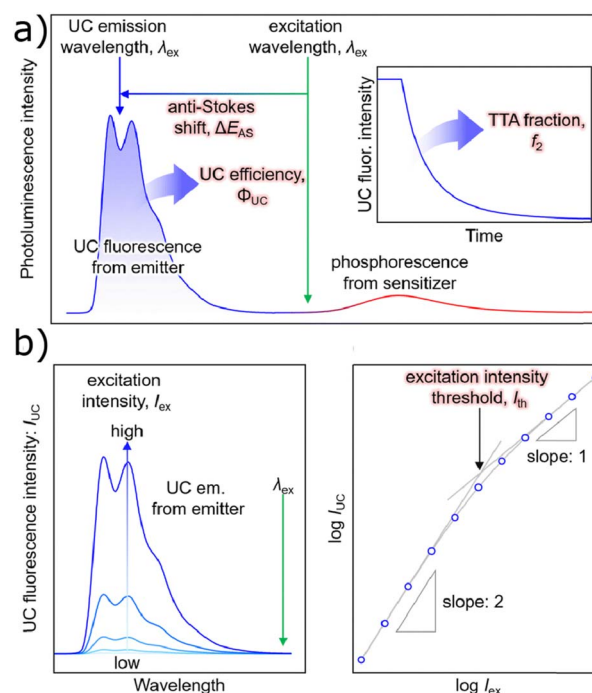 a)
UC emission
wavelength, λex
excitation
wavelength, λex
anti-Stokes
shift, ΔEAS
UC efficiency,
ΦUC
UC fluorescence
from emitter
phosphorescence
from sensitizer
Photoluminescence intensity
UC fluor. intensity
TTA fraction,
f2
Time
b)
excitation
intensity, Iex
high
UC em.
from emitter
λex
low
UC fluorescence intensity: IUC
Wavelength
excitation intensity
threshold, Ith
slope: 1
slope: 2
log IUC
log Iex